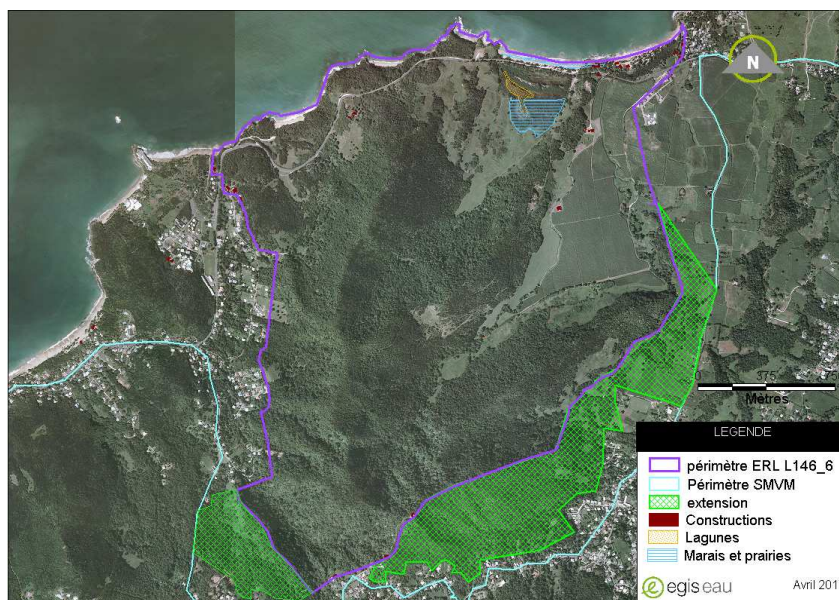 N
375
Mètres
LEGENDE
périmètre ERL L146_6
Périmètre SMVM
extension
Constructions
Lagunes
Marais et prairies
egis eau
Avril 201